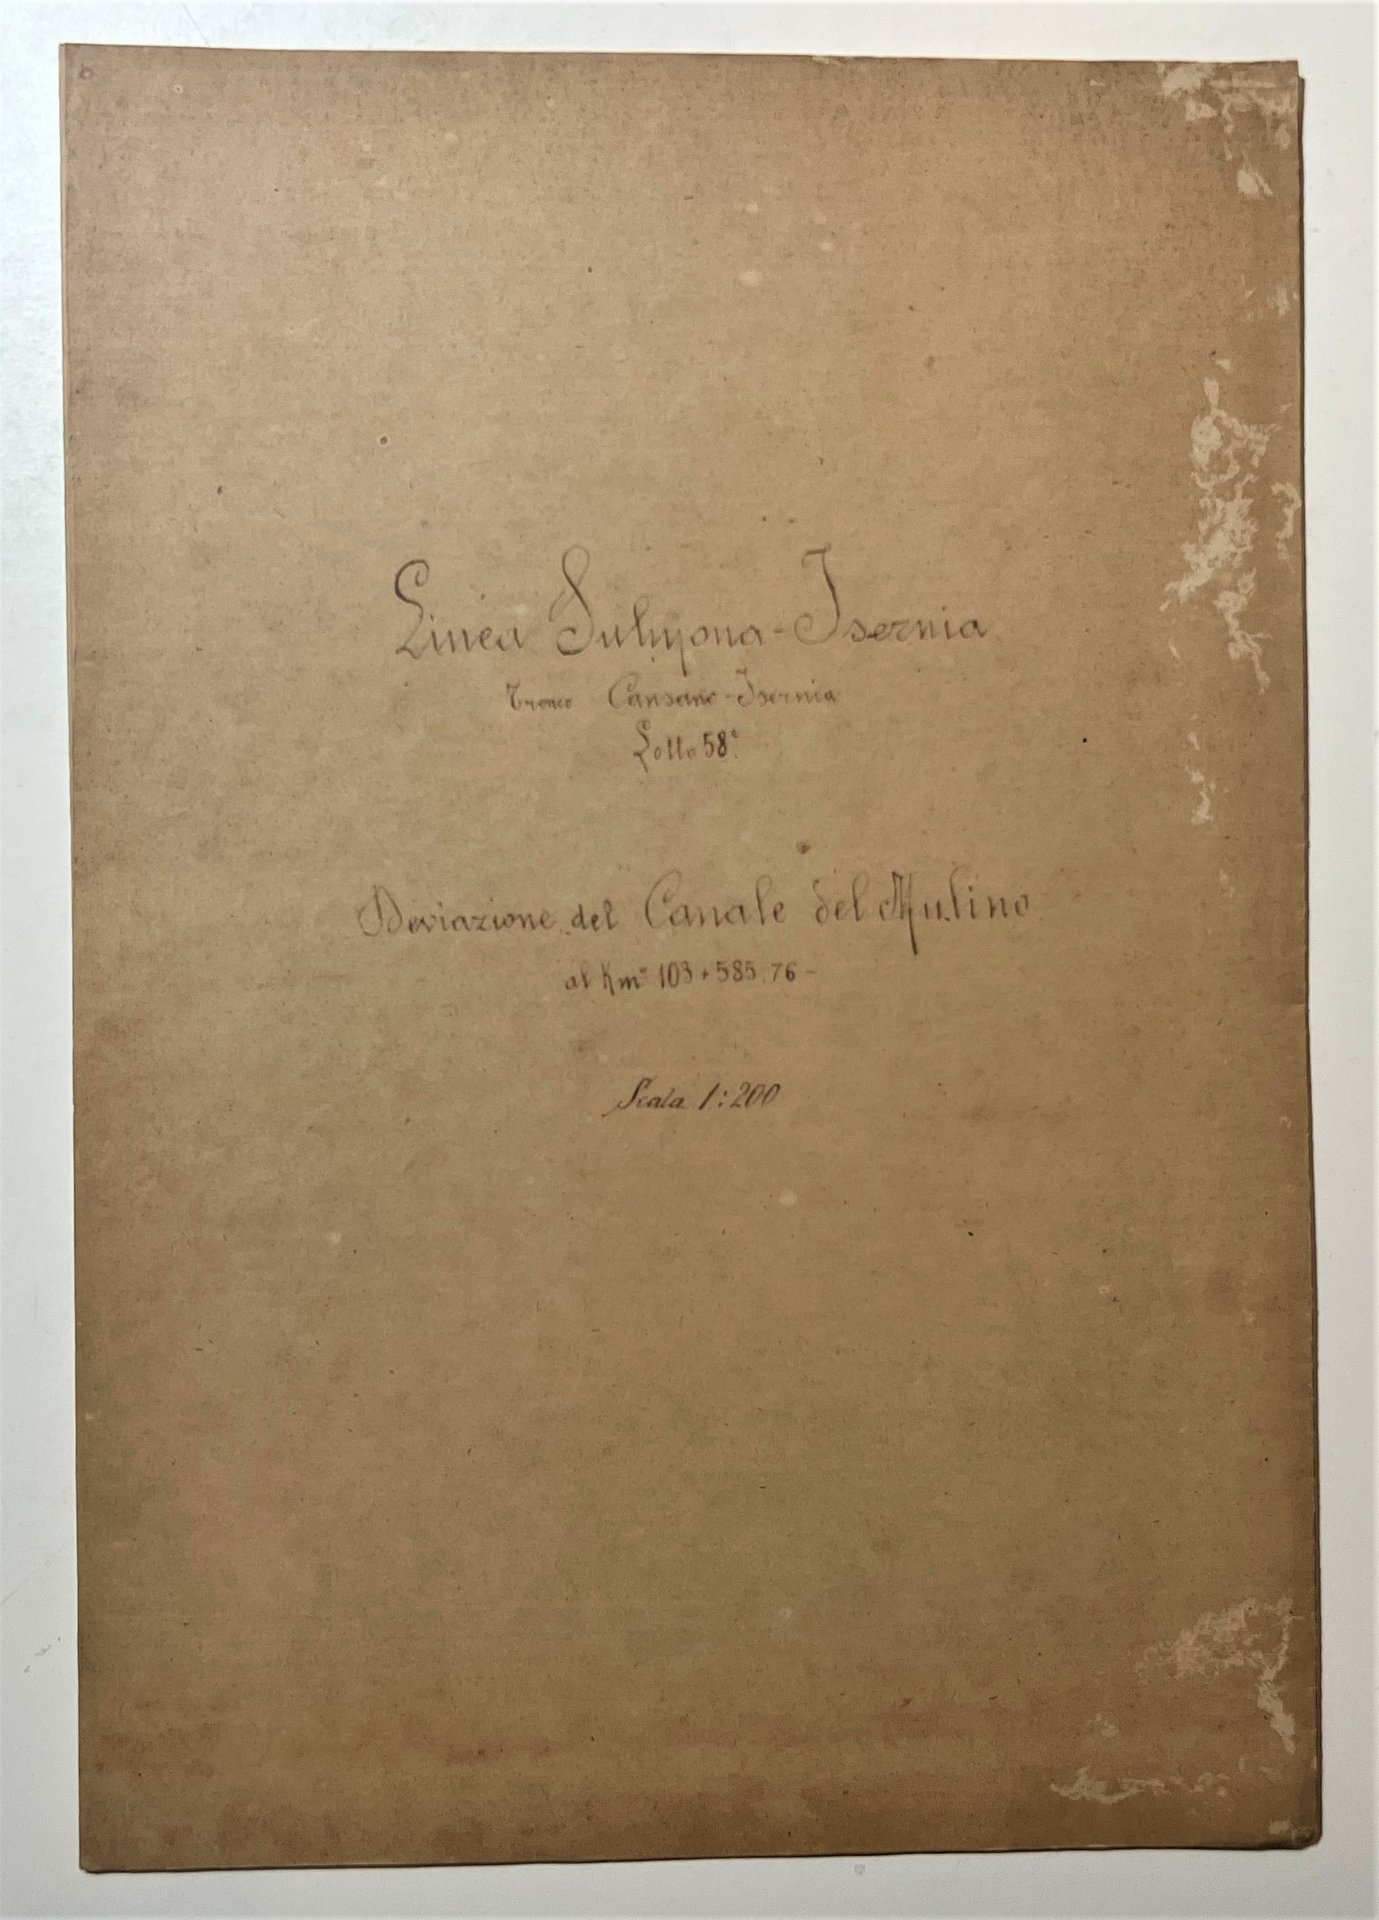 Linea Sulmona-Isernia
Tronco Cansano-Isernia
Lotto 58°
Deviazione del Canale del Mulino
al Km° 103+585.76-
Scala 1:200